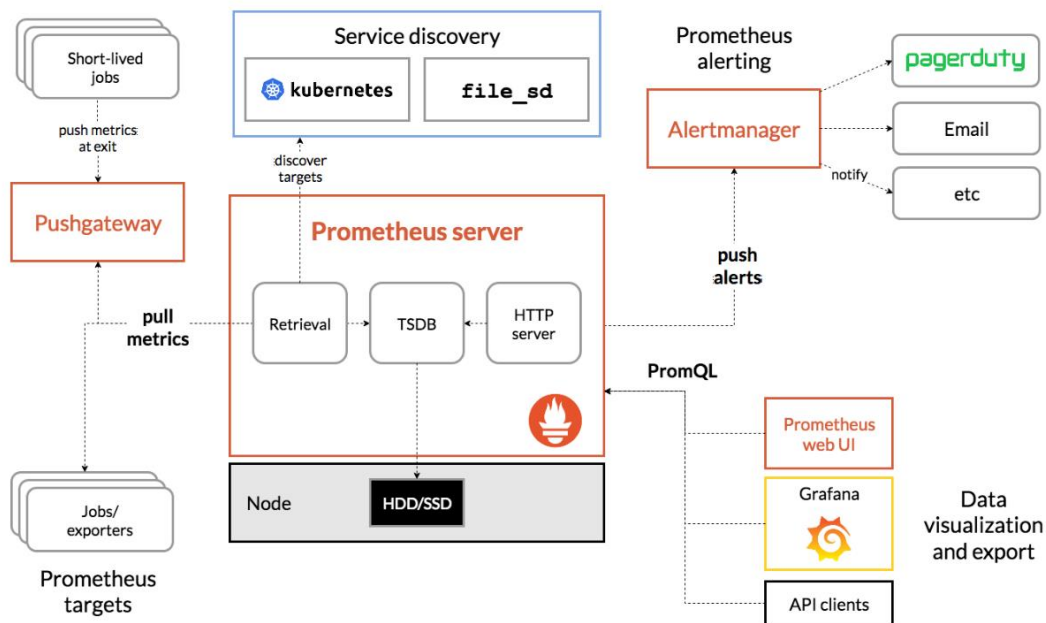 Short-lived
jobs
push metrics
at exit
Pushgateway
pull
metrics
Jobs/
exporters
Prometheus
targets
Service discovery
kubernetes
file_sd
discover
targets
Prometheus server
Retrieval
TSDB
HTTP
server
Node
HDD/SSD
Prometheus
alerting
Alertmanager
pagerduty
Email
notify
etc
push
alerts
PromQL
Prometheus
web UI
Grafana
API clients
Data
visualization
and export